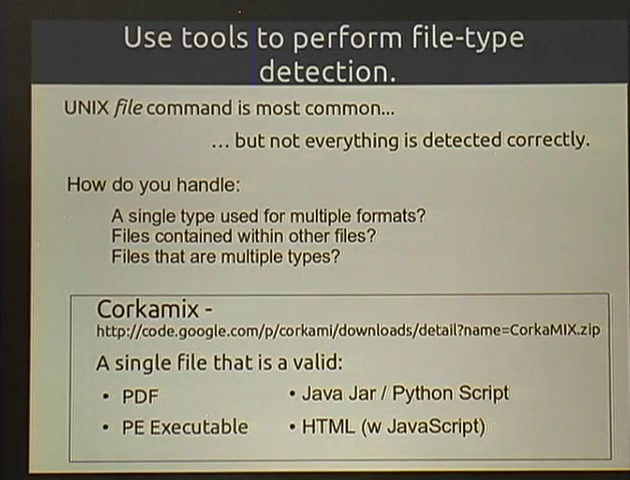 Use tools to perform file-type
detection.
UNIX file command is most common...
... but not everything is detected correctly.
How do you handle:
A single type used for multiple formats?
Files contained within other files?
Files that are multiple types?
Corkamix -
http://code.google.com/p/corkami/downloads/detail?name=CorkaMIX.zip
A single file that is a valid:
• PDF
• Java Jar / Python Script
• PE Executable
• HTML (w JavaScript)